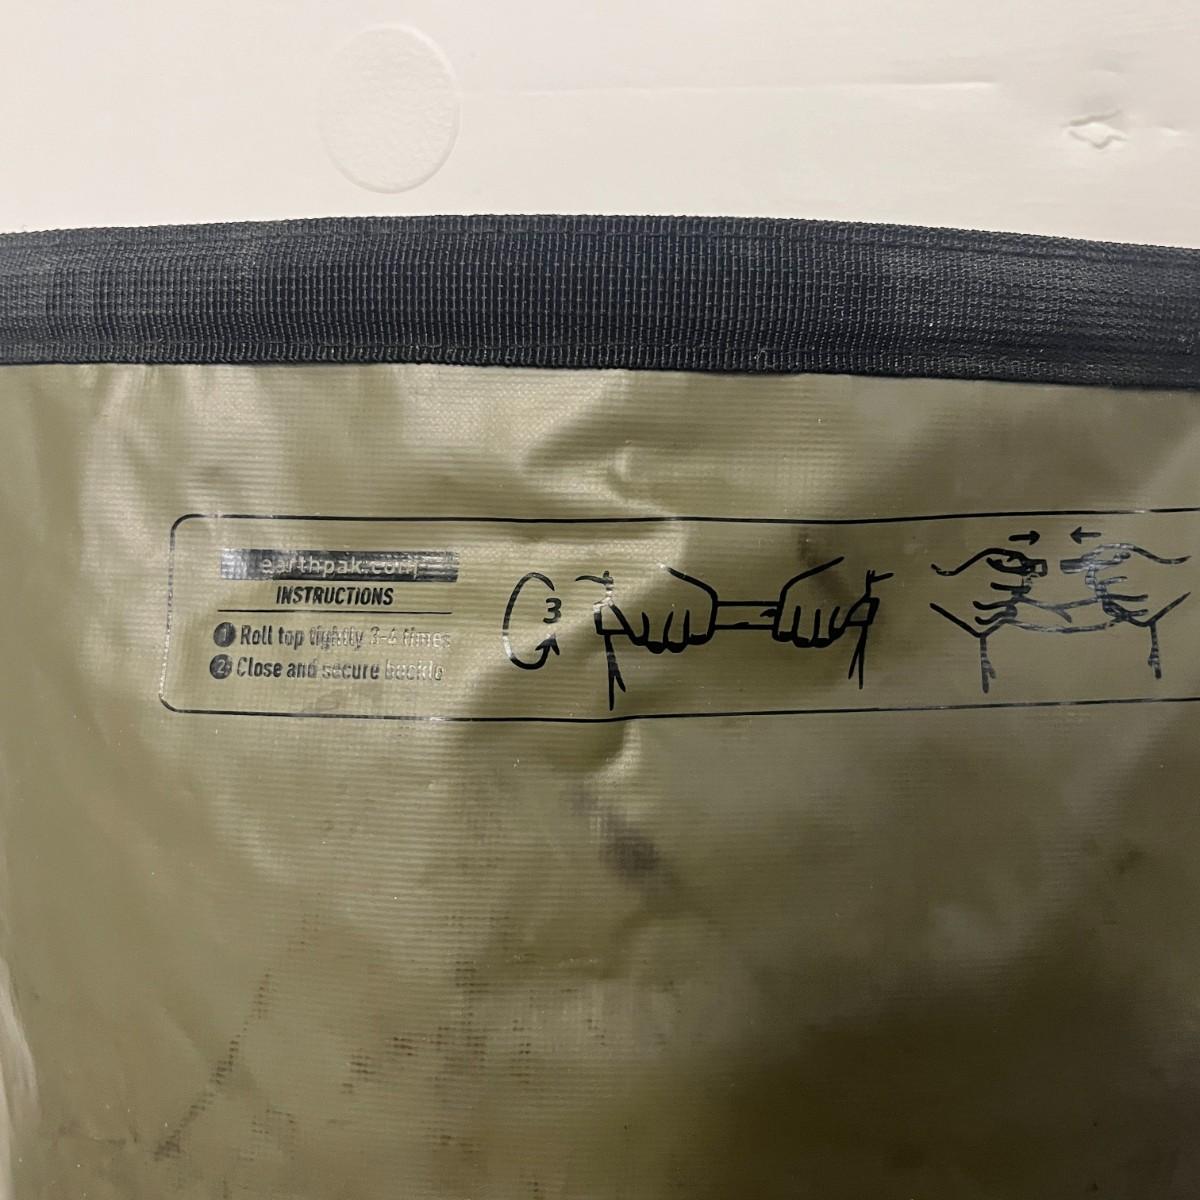 earthpak.com
INSTRUCTIONS
1 Roll top tightly 3-4 times
2 Close and secure buckle
3